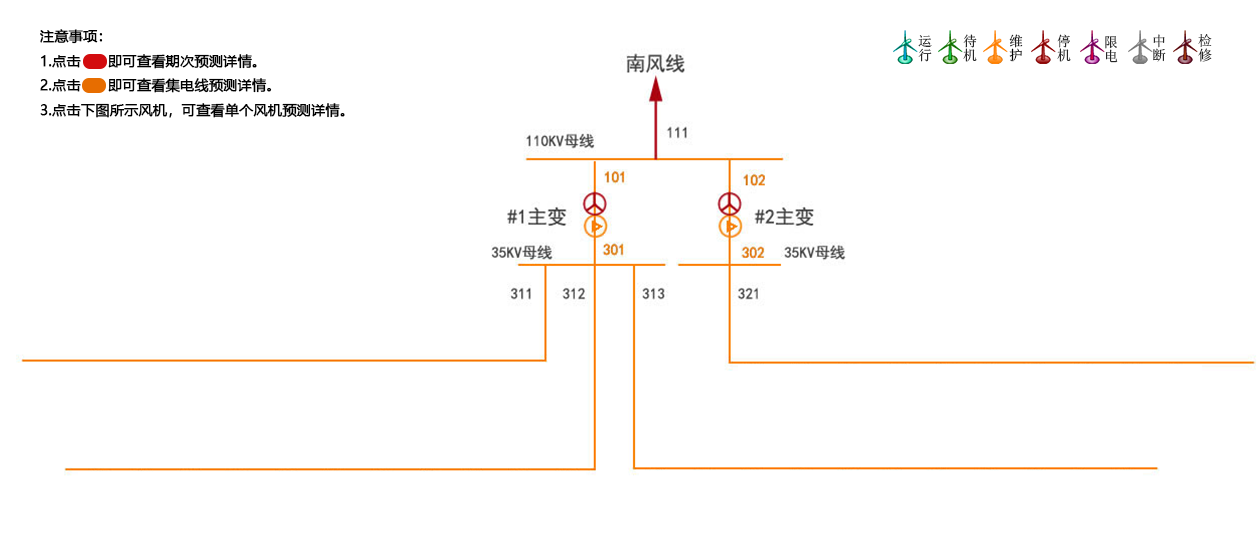 注意事项：
1.点击 即可查看期次预测详情。
2.点击 即可查看集电线预测详情。
3.点击下图所示风机，可查看单个风机预测详情。
运行 待机 维护 停机 限电 中断 检修
南风线
111
110KV母线
101
102
#1主变
#2主变
35KV母线
301
302
35KV母线
311
312
313
321